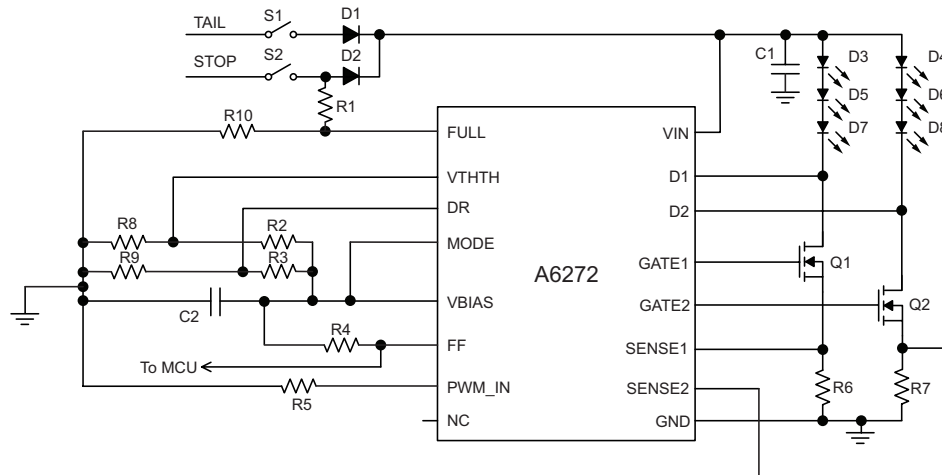 TAIL S1 D1
STOP S2 D2
R1
R10
C1
D3 D4
D5 D6
D7 D8
FULL VIN
VTHTH D1
DR D2
MODE GATE1 Q1
A6272
VBIAS GATE2 Q2
FF SENSE1
PWM_IN SENSE2
NC GND
R8 R2
R9 R3
C2
R4
To MCU
R5
R6 R7